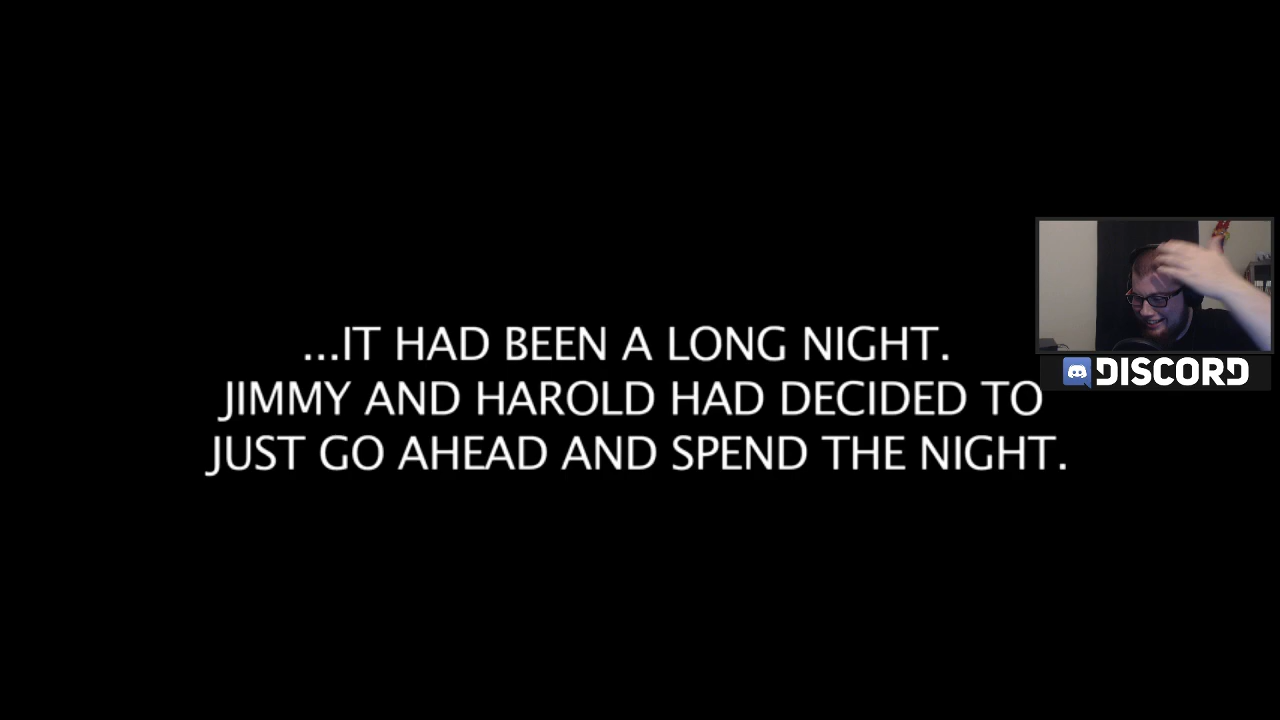 ...IT HAD BEEN A LONG NIGHT.
JIMMY AND HAROLD HAD DECIDED TO
JUST GO AHEAD AND SPEND THE NIGHT.
DISCORD